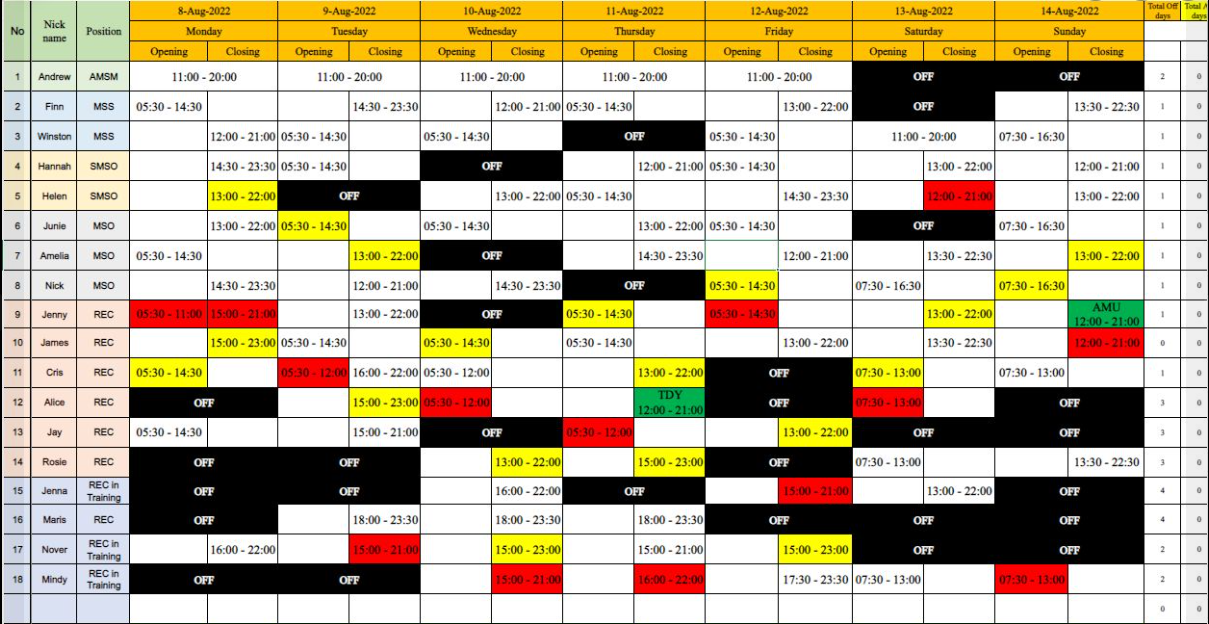 No Nick name Position 8-Aug-2022 9-Aug-2022 10-Aug-2022 11-Aug-2022 12-Aug-2022 13-Aug-2022 14-Aug-2022 Total Off days Total A days
Monday Tuesday Wednesday Thursday Friday Saturday Sunday
Opening Closing Opening Closing Opening Closing Opening Closing Opening Closing Opening Closing Opening Closing
1 Andrew AMSM 11:00 - 20:00 11:00 - 20:00 11:00 - 20:00 11:00 - 20:00 11:00 - 20:00 OFF OFF 2 0
2 Finn MSS 05:30 - 14:30 14:30 - 23:30 12:00 - 21:00 05:30 - 14:30 13:00 - 22:00 OFF 13:30 - 22:30 1 0
3 Winston MSS 12:00 - 21:00 05:30 - 14:30 05:30 - 14:30 OFF 05:30 - 14:30 11:00 - 20:00 07:30 - 16:30 1 0
4 Hannah SMSO 14:30 - 23:30 05:30 - 14:30 OFF 12:00 - 21:00 05:30 - 14:30 13:00 - 22:00 12:00 - 21:00 1 0
5 Helen SMSO 13:00 - 22:00 OFF 13:00 - 22:00 05:30 - 14:30 14:30 - 23:30 12:00 - 21:00 13:00 - 22:00 1 0
6 Junie MSO 13:00 - 22:00 05:30 - 14:30 05:30 - 14:30 13:00 - 22:00 05:30 - 14:30 OFF 07:30 - 16:30 1 0
7 Amelia MSO 05:30 - 14:30 13:00 - 22:00 OFF 14:30 - 23:30 12:00 - 21:00 13:30 - 22:30 13:00 - 22:00 1 0
8 Nick MSO 14:30 - 23:30 12:00 - 21:00 14:30 - 23:30 OFF 05:30 - 14:30 07:30 - 16:30 07:30 - 16:30 1 0
9 Jenny REC 05:30 - 11:00 15:00 - 21:00 13:00 - 22:00 OFF 05:30 - 14:30 05:30 - 14:30 13:00 - 22:00 AMU 12:00 - 21:00 1 0
10 James REC 15:00 - 23:00 05:30 - 14:30 05:30 - 14:30 05:30 - 14:30 13:00 - 22:00 13:30 - 22:30 12:00 - 21:00 0 0
11 Cris REC 05:30 - 14:30 05:30 - 12:00 16:00 - 22:00 05:30 - 12:00 13:00 - 22:00 OFF 07:30 - 13:00 07:30 - 13:00 1 0
12 Alice REC OFF 15:00 - 23:00 05:30 - 12:00 TDY 12:00 - 21:00 OFF 07:30 - 13:00 OFF 3 0
13 Jay REC 05:30 - 14:30 15:00 - 21:00 OFF 05:30 - 12:00 13:00 - 22:00 OFF OFF 3 0
14 Rosie REC OFF OFF 13:00 - 22:00 15:00 - 23:00 OFF 07:30 - 13:00 13:30 - 22:30 3 0
15 Jenna REC in Training OFF OFF 16:00 - 22:00 OFF 15:00 - 21:00 13:00 - 22:00 OFF 4 0
16 Maris REC OFF 18:00 - 23:30 18:00 - 23:30 18:00 - 23:30 OFF OFF OFF 4 0
17 Nover REC in Training 16:00 - 22:00 15:00 - 21:00 15:00 - 23:00 15:00 - 21:00 15:00 - 23:00 OFF OFF 2 0
18 Mindy REC in Training OFF OFF 15:00 - 21:00 16:00 - 22:00 17:30 - 23:30 07:30 - 13:00 07:30 - 13:00 2 0
0 0